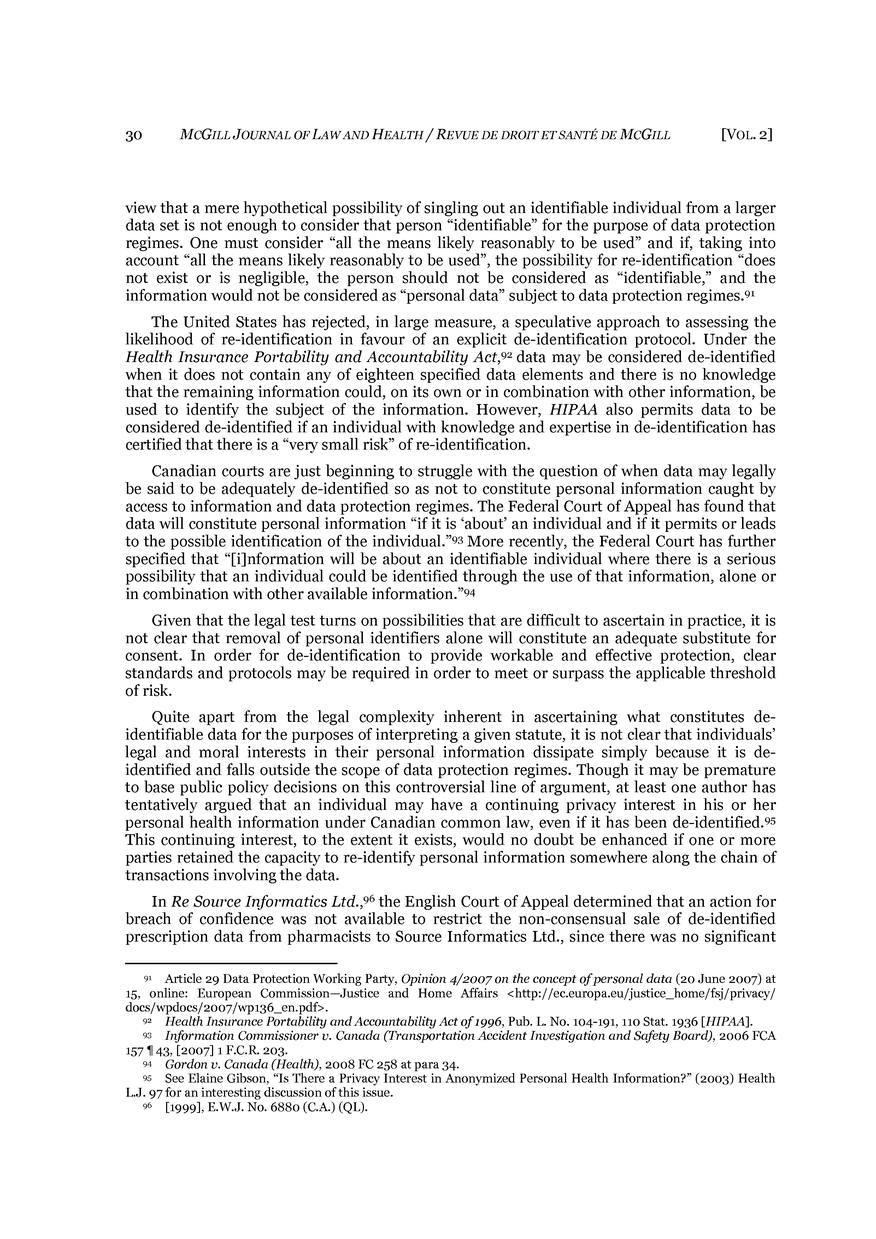 30 MCGILL JOURNAL OF LAW AND HEALTH / REVUE DE DROIT ET SANTÉ DE MCGILL [VOL. 2]
view that a mere hypothetical possibility of singling out an identifiable individual from a larger
data set is not enough to consider that person “identifiable” for the purpose of data protection
regimes. One must consider “all the means likely reasonably to be used” and if, taking into
account “all the means likely reasonably to be used”, the possibility for re-identification “does
not exist or is negligible, the person should not be considered as “identifiable,” and the
information would not be considered as “personal data” subject to data protection regimes.91
The United States has rejected, in large measure, a speculative approach to assessing the
likelihood of re-identification in favour of an explicit de-identification protocol. Under the
Health Insurance Portability and Accountability Act,92 data may be considered de-identified
when it does not contain any of eighteen specified data elements and there is no knowledge
that the remaining information could, on its own or in combination with other information, be
used to identify the subject of the information. However, HIPAA also permits data to be
considered de-identified if an individual with knowledge and expertise in de-identification has
certified that there is a “very small risk” of re-identification.
Canadian courts are just beginning to struggle with the question of when data may legally
be said to be adequately de-identified so as not to constitute personal information caught by
access to information and data protection regimes. The Federal Court of Appeal has found that
data will constitute personal information “if it is ‘about’ an individual and if it permits or leads
to the possible identification of the individual.”93 More recently, the Federal Court has further
specified that “[i]nformation will be about an identifiable individual where there is a serious
possibility that an individual could be identified through the use of that information, alone or
in combination with other available information.”94
Given that the legal test turns on possibilities that are difficult to ascertain in practice, it is
not clear that removal of personal identifiers alone will constitute an adequate substitute for
consent. In order for de-identification to provide workable and effective protection, clear
standards and protocols may be required in order to meet or surpass the applicable threshold
of risk.
Quite apart from the legal complexity inherent in ascertaining what constitutes de-
identifiable data for the purposes of interpreting a given statute, it is not clear that individuals’
legal and moral interests in their personal information dissipate simply because it is de-
identified and falls outside the scope of data protection regimes. Though it may be premature
to base public policy decisions on this controversial line of argument, at least one author has
tentatively argued that an individual may have a continuing privacy interest in his or her
personal health information under Canadian common law, even if it has been de-identified.95
This continuing interest, to the extent it exists, would no doubt be enhanced if one or more
parties retained the capacity to re-identify personal information somewhere along the chain of
transactions involving the data.
In Re Source Informatics Ltd.,96 the English Court of Appeal determined that an action for
breach of confidence was not available to restrict the non-consensual sale of de-identified
prescription data from pharmacists to Source Informatics Ltd., since there was no significant
91 Article 29 Data Protection Working Party, Opinion 4/2007 on the concept of personal data (20 June 2007) at
15, online: European Commission—Justice and Home Affairs <http://ec.europa.eu/justice_home/fsj/privacy/
docs/wpdocs/2007/wp136_en.pdf>.
92 Health Insurance Portability and Accountability Act of 1996, Pub. L. No. 104-191, 110 Stat. 1936 [HIPAA].
93 Information Commissioner v. Canada (Transportation Accident Investigation and Safety Board), 2006 FCA
157 ¶ 43, [2007] 1 F.C.R. 203.
94 Gordon v. Canada (Health), 2008 FC 258 at para 34.
95 See Elaine Gibson, “Is There a Privacy Interest in Anonymized Personal Health Information?” (2003) Health
L.J. 97 for an interesting discussion of this issue.
96 [1999], E.W.J. No. 6880 (C.A.) (QL).